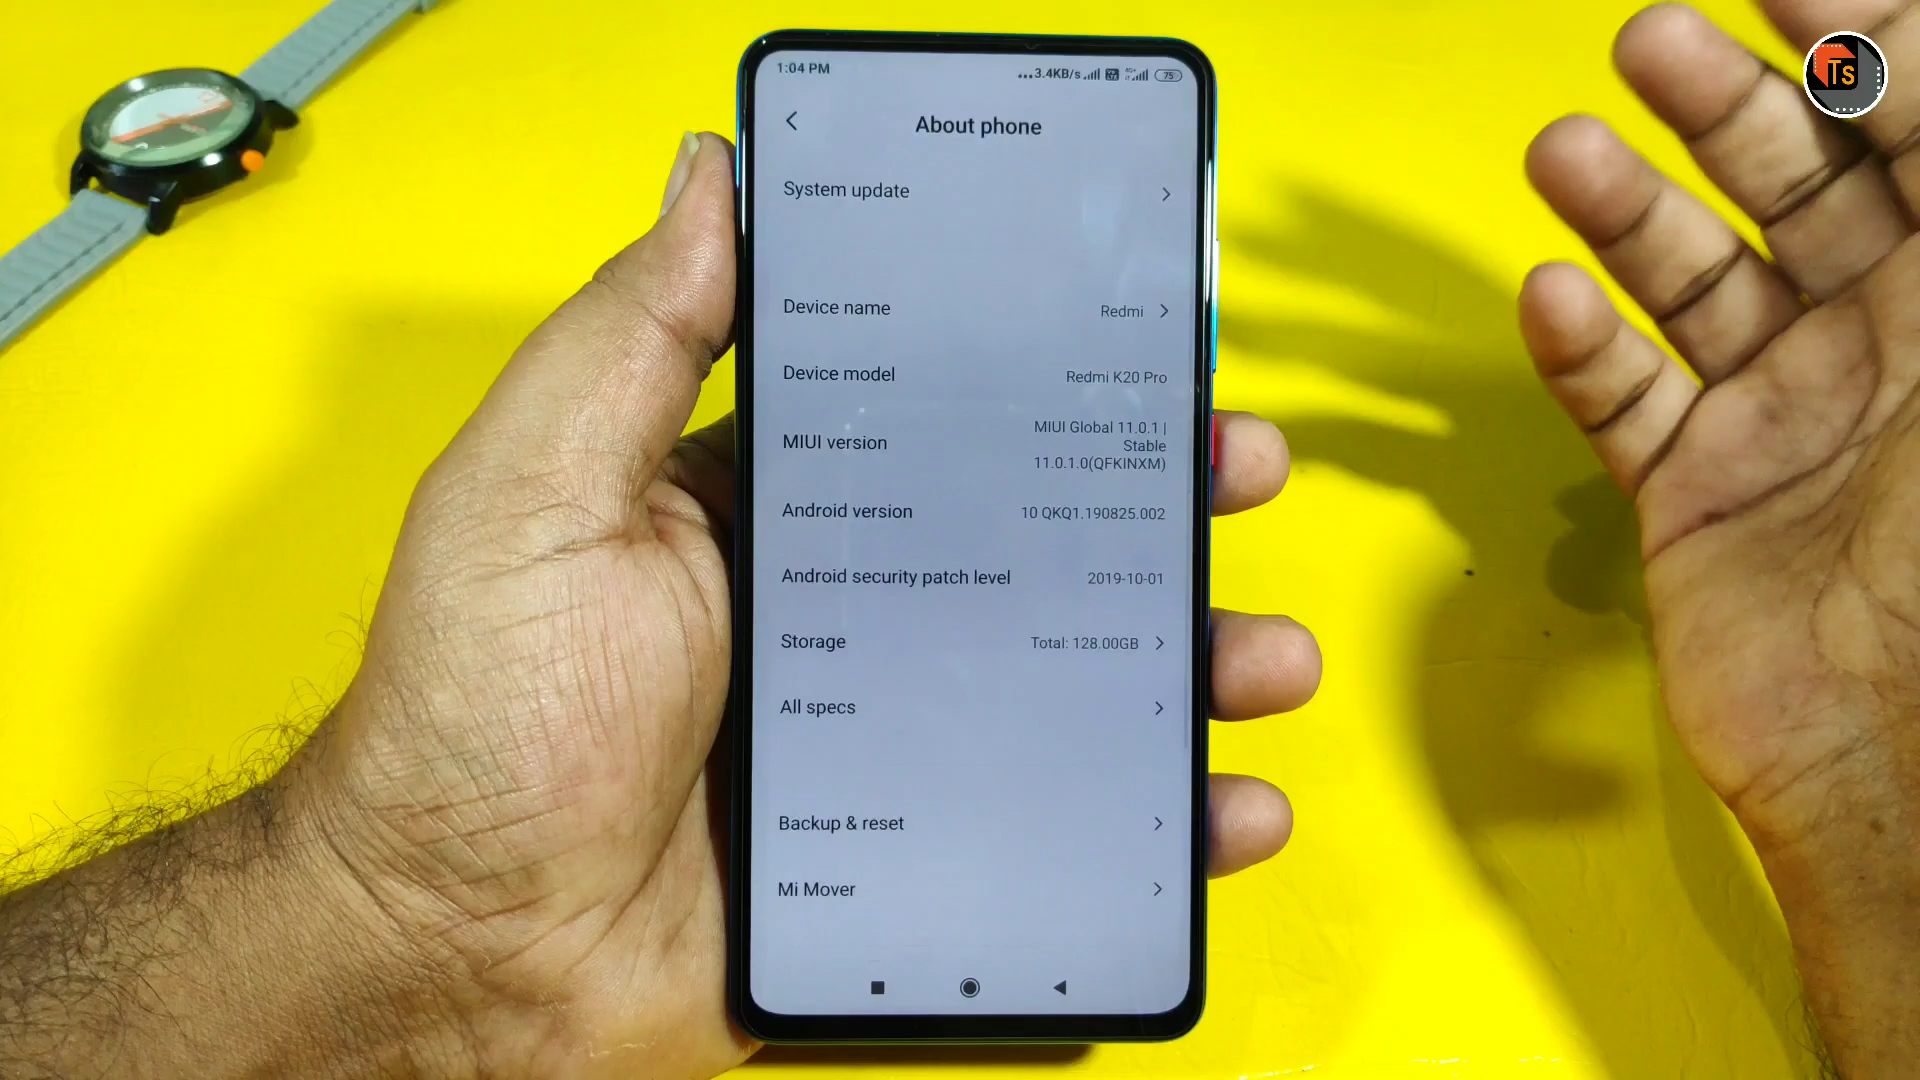 1:04 PM
...3.4KB/s
75
Ts
About phone
System update
Device name
Redmi
Device model
Redmi K20 Pro
MIUI version
MIUI Global 11.0.1 |
Stable
11.0.1.0(QFKINXM)
Android version
10 QKQ1.190825.002
Android security patch level
2019-10-01
Storage
Total: 128.00GB
All specs
Backup & reset
Mi Mover